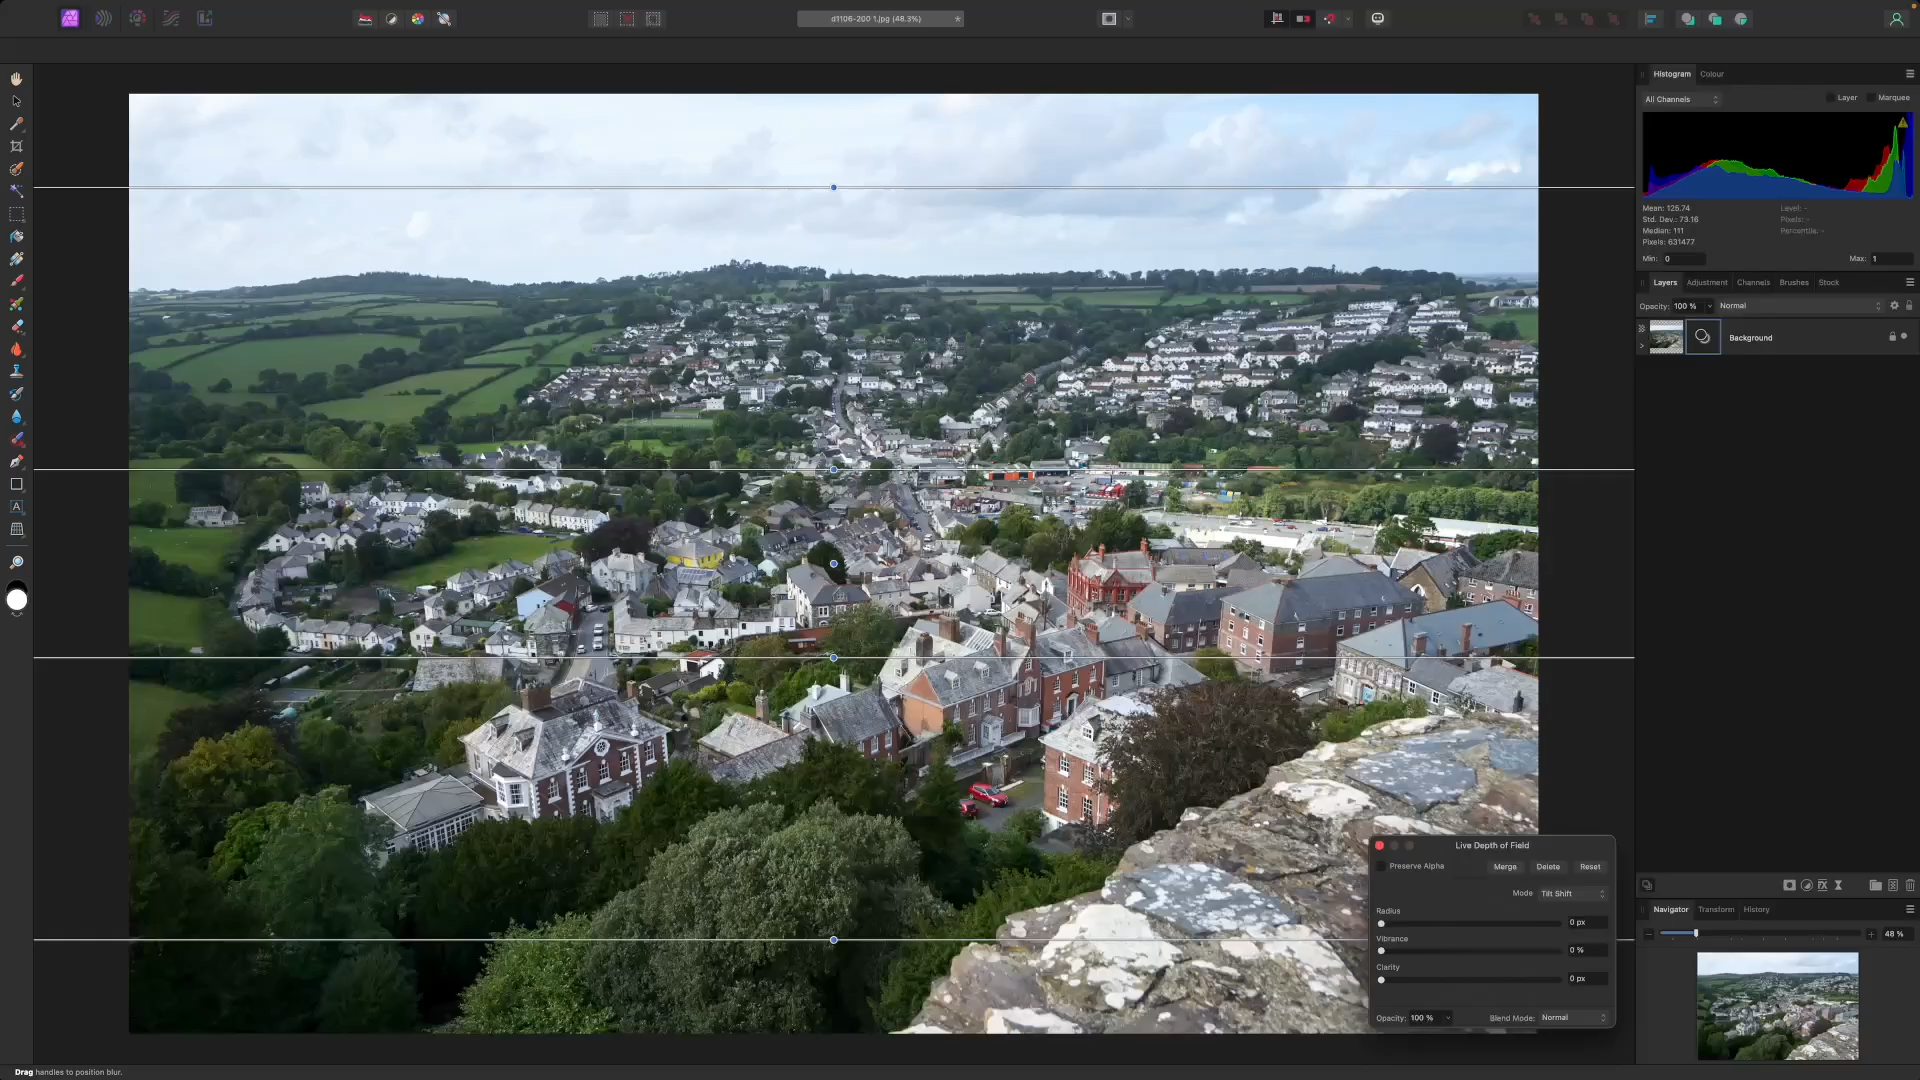 d1106-200 1.jpg (48.3%)
*
Histogram
Colour
All Channels
Layer
Marquee
Mean: 125.74
Std. Dev.: 73.16
Median: 111
Pixels: 631477
Level: -
Pixels: -
Percentile: -
Min: 0
Max: 1
Layers
Adjustment
Channels
Brushes
Stock
Opacity: 100 %
Normal
Background
Live Depth of Field
Preserve Alpha
Merge
Delete
Reset
Mode
Tilt Shift
Radius
0 px
Vibrance
0 %
Clarity
0 px
Opacity: 100 %
Blend Mode: Normal
Navigator
Transform
History
48 %
Drag handles to position blur.